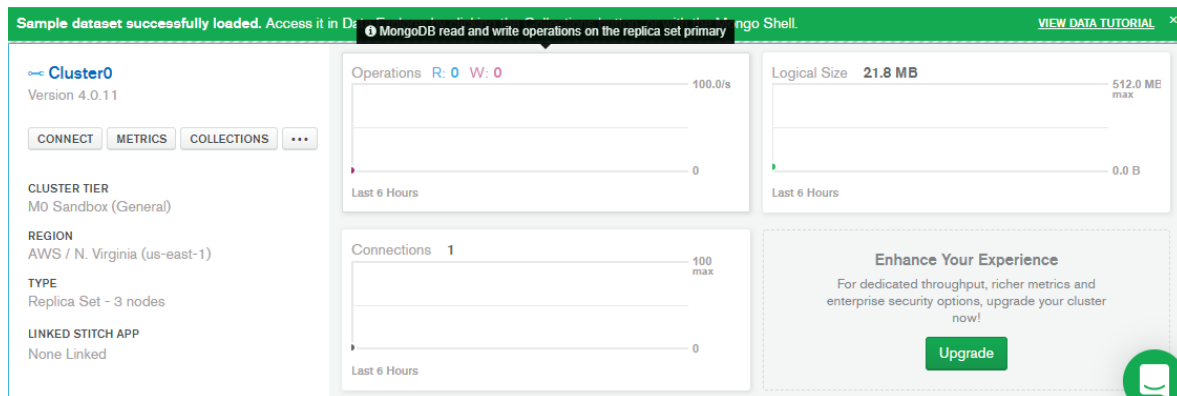 Sample dataset successfully loaded. Access it in Da
go Shell.
VIEW DATA TUTORIAL
MongoDB read and write operations on the replica set primary
Cluster0
Version 4.0.11
CONNECT METRICS COLLECTIONS •••
CLUSTER TIER
M0 Sandbox (General)
REGION
AWS / N. Virginia (us-east-1)
TYPE
Replica Set - 3 nodes
LINKED STITCH APP
None Linked
Operations R: 0 W: 0
100.0/s
0
Last 6 Hours
Logical Size 21.8 MB
512.0 MB
max
0.0 B
Last 6 Hours
Connections 1
100
max
0
Last 6 Hours
Enhance Your Experience
For dedicated throughput, richer metrics and
enterprise security options, upgrade your cluster
now!
Upgrade